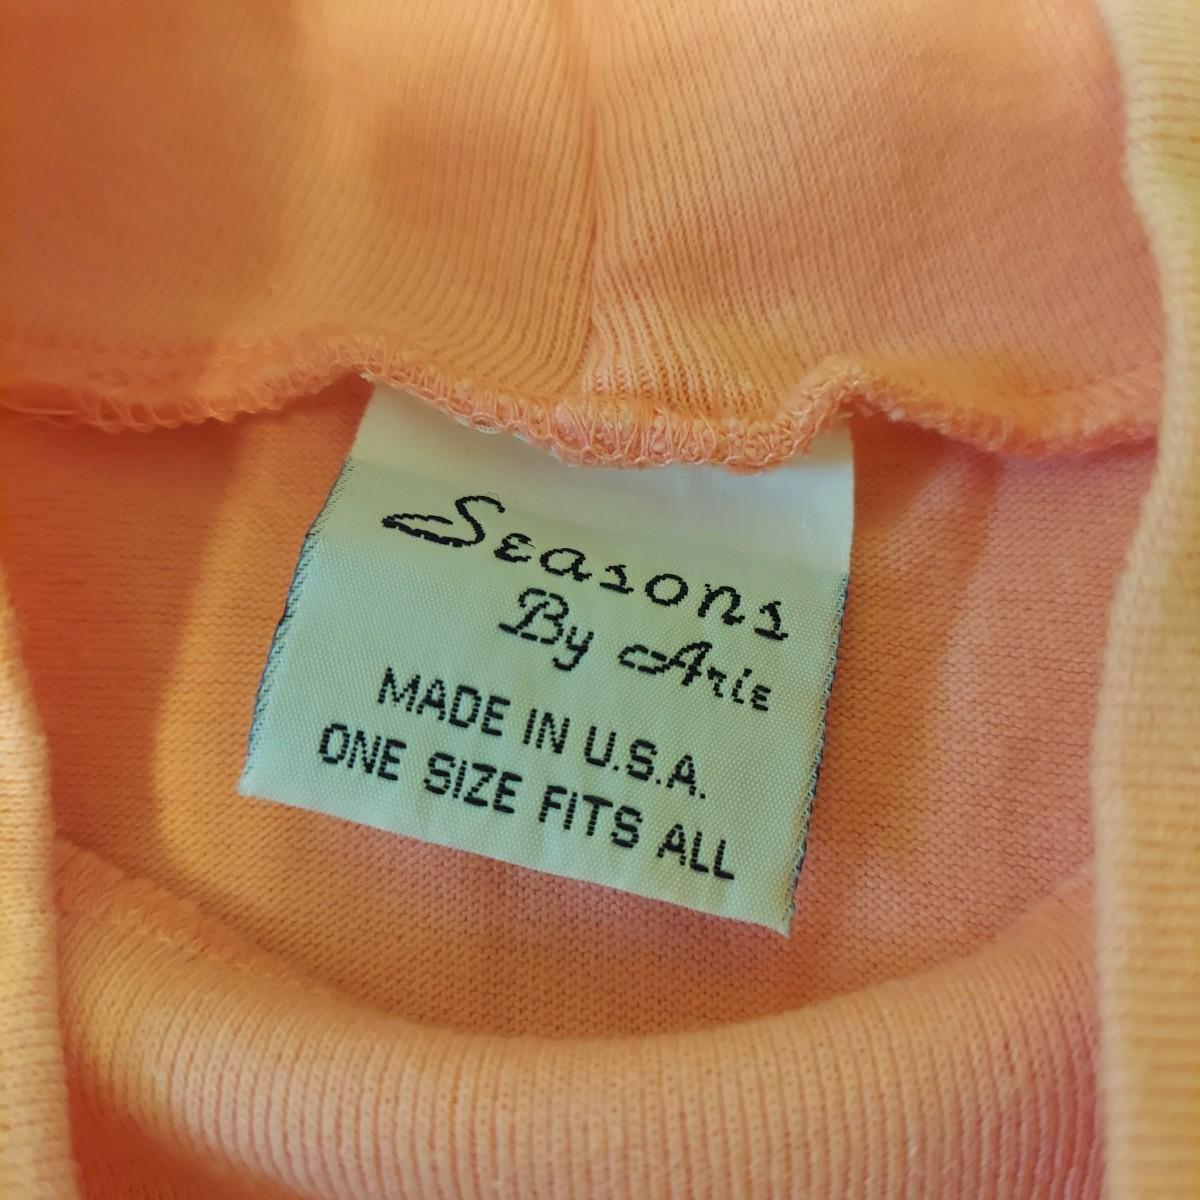 Seasons
By Arie
MADE IN U.S.A.
ONE SIZE FITS ALL